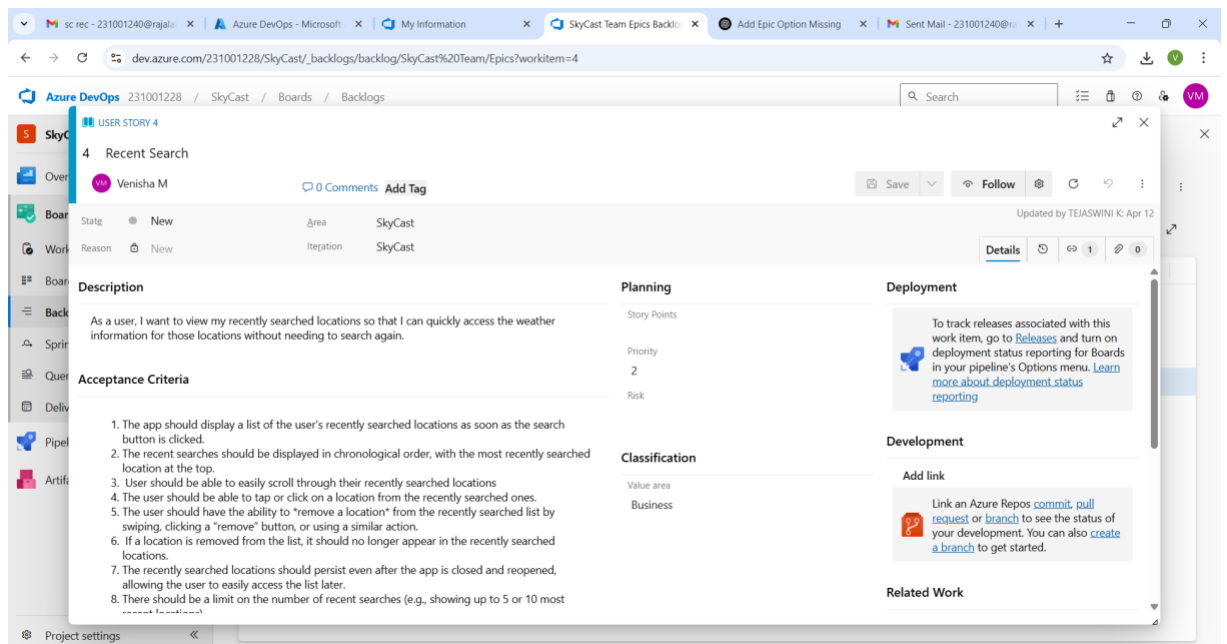 sc rec - 231001240@rajala
Azure DevOps - Microsoft
My Information
SkyCast Team Epics Backlo
Add Epic Option Missing
Sent Mail - 231001240@ra
dev.azure.com/231001228/SkyCast/_backlogs/backlog/SkyCast%20Team/Epics?workitem=4
V
Azure DevOps 231001228 / SkyCast / Boards / Backlogs
Search
VM
S SkyC
Over
Boar
Work
Boar
Back
Sprin
Quer
Deliv
Pipel
Artifa
Project settings
USER STORY 4
4 Recent Search
VM Venisha M
0 Comments Add Tag
Save
Follow
State New
Area SkyCast
Updated by TEJASWINI K: Apr 12
Reason New
Iteration SkyCast
Details 1 0
Description
As a user, I want to view my recently searched locations so that I can quickly access the weather
information for those locations without needing to search again.
Acceptance Criteria
1. The app should display a list of the user's recently searched locations as soon as the search
button is clicked.
2. The recent searches should be displayed in chronological order, with the most recently searched
location at the top.
3. User should be able to easily scroll through their recently searched locations
4. The user should be able to tap or click on a location from the recently searched ones.
5. The user should have the ability to *remove a location* from the recently searched list by
swiping, clicking a "remove" button, or using a similar action.
6. If a location is removed from the list, it should no longer appear in the recently searched
locations.
7. The recently searched locations should persist even after the app is closed and reopened,
allowing the user to easily access the list later.
8. There should be a limit on the number of recent searches (e.g., showing up to 5 or 10 most
Planning
Story Points
Priority
2
Risk
Classification
Value area
Business
Deployment
To track releases associated with this
work item, go to Releases and turn on
deployment status reporting for Boards
in your pipeline's Options menu. Learn
more about deployment status
reporting
Development
Add link
Link an Azure Repos commit, pull
request or branch to see the status of
your development. You can also create
a branch to get started.
Related Work